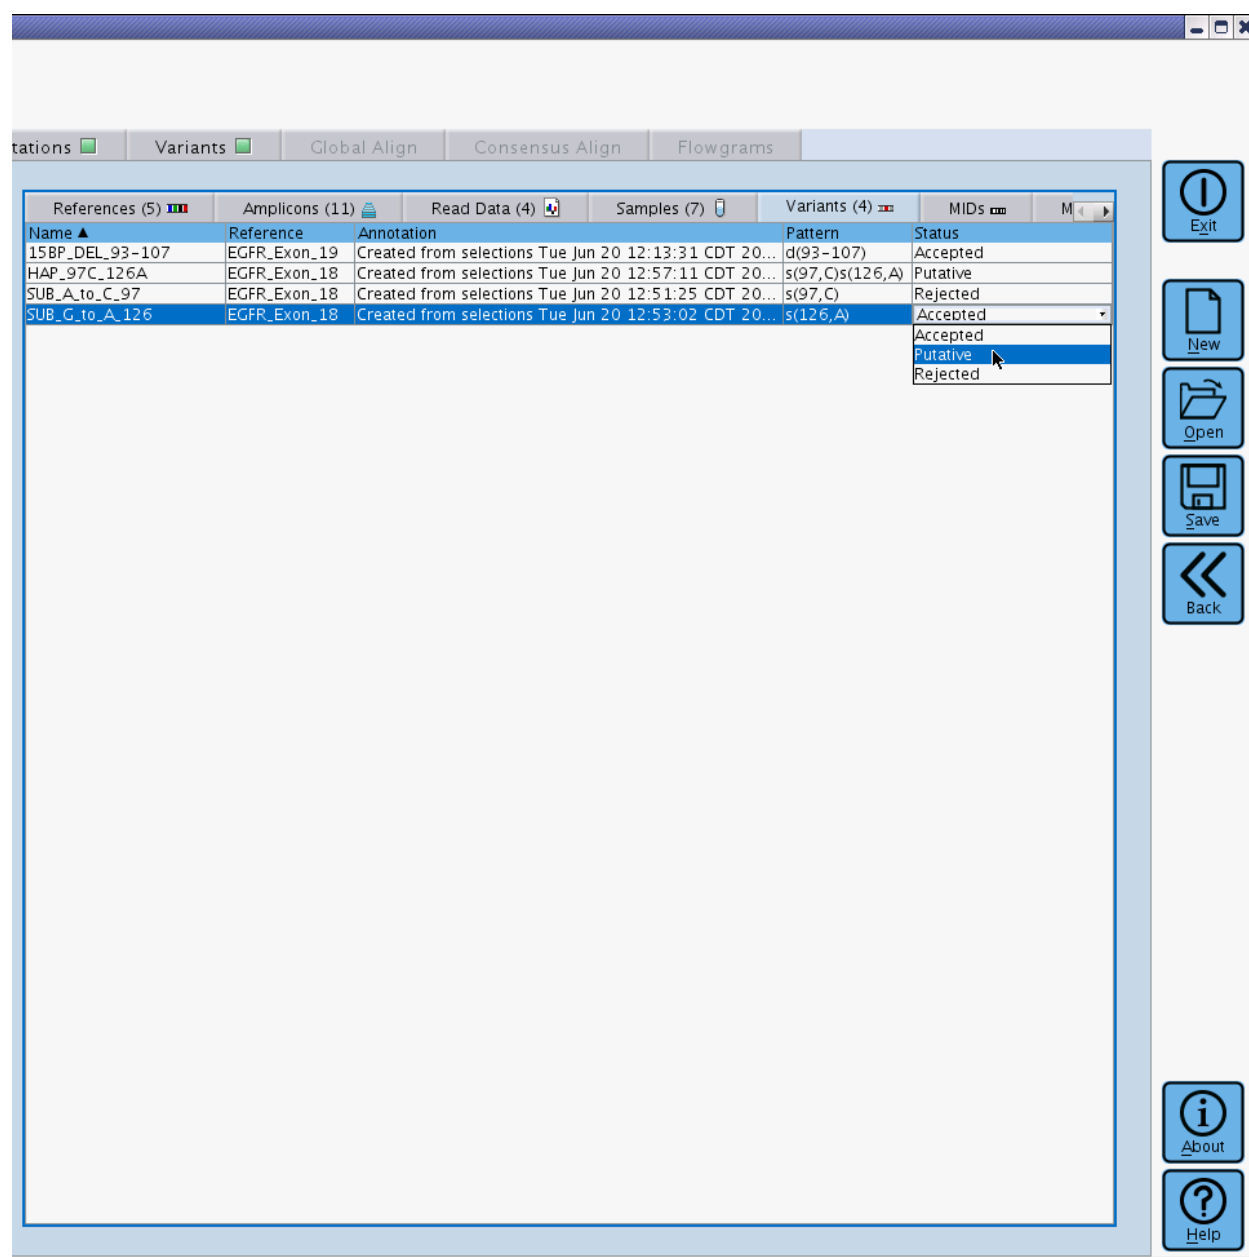 tations Variants Global Align Consensus Align Flowgrams
References (5) Amplicons (11) Read Data (4) Samples (7) Variants (4) MIDs M
Name ▲ Reference Annotation Pattern Status
15BP_DEL_93-107 EGFR_Exon_19 Created from selections Tue Jun 20 12:13:31 CDT 20... d(93-107) Accepted
HAP_97C_126A EGFR_Exon_18 Created from selections Tue Jun 20 12:57:11 CDT 20... s(97,C)s(126,A) Putative
SUB_A_to_C_97 EGFR_Exon_18 Created from selections Tue Jun 20 12:51:25 CDT 20... s(97,C) Rejected
SUB_G_to_A_126 EGFR_Exon_18 Created from selections Tue Jun 20 12:53:02 CDT 20... s(126,A) Accepted
Accepted
Putative
Rejected
Exit
New
Open
Save
Back
About
Help